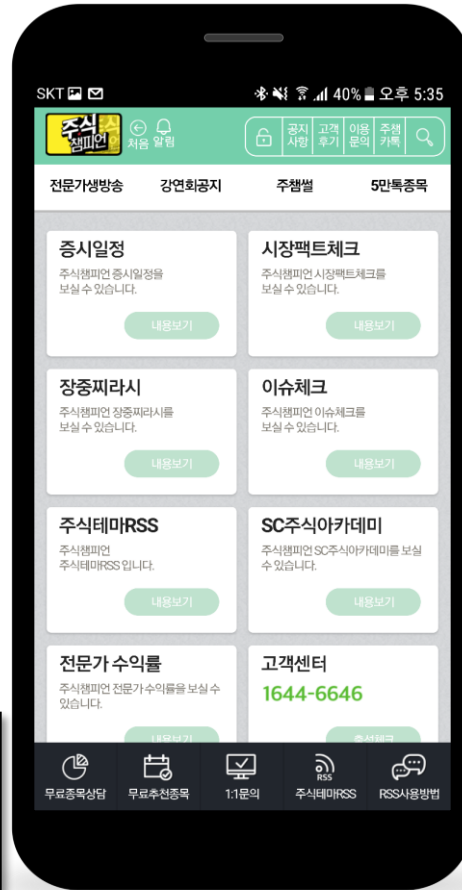 SKT
40% 오후 5:35
주식
챔피언
처음 알림
공지 고객 이용 주챔
사항 후기 문의 카톡
전문가생방송 강연회공지 주챔썰 5만톡종목
증시일정
주식챔피언 증시일정을
보실 수 있습니다.
내용보기
시장팩트체크
주식챔피언 시장팩트체크를
보실 수 있습니다.
내용보기
장중찌라시
주식챔피언 장중찌라시를
보실 수 있습니다.
내용보기
이슈체크
주식챔피언 이슈체크를
보실 수 있습니다.
내용보기
주식테마RSS
주식챔피언
주식테마RSS 입니다.
내용보기
SC주식아카데미
주식챔피언 SC주식아카데미를 보실
수 있습니다.
내용보기
전문가 수익률
주식챔피언 전문가 수익률을 보실 수
있습니다.
내용보기
고객센터
1644-6646
출석체크
RSS
무료종목상담 무료추천종목 1:1문의 주식테마RSS RSS사용방법